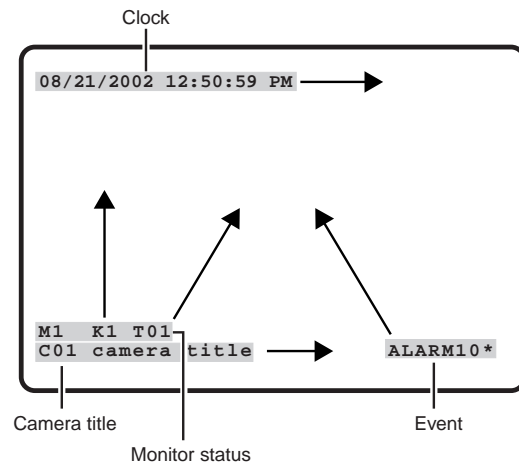 Clock
08/21/2002 12:50:59 PM
M1 K1 T01
C01 camera title
ALARM10*
Camera title
Event
Monitor status